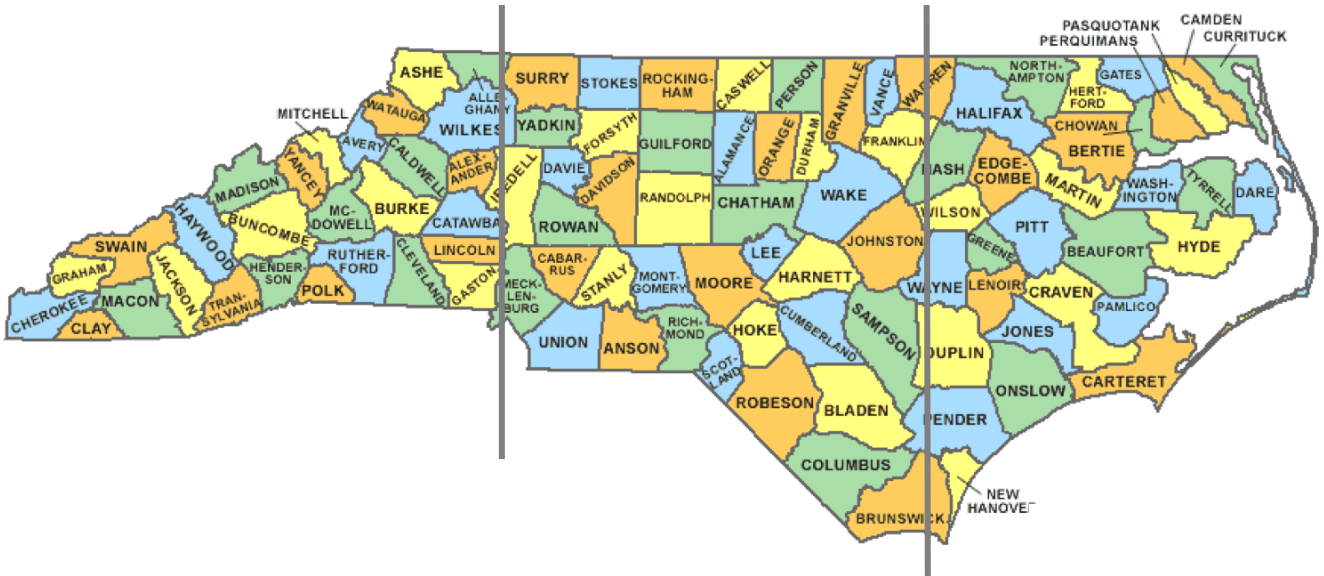 PASQUOTANK
CAMDEN
PERQUIMANS
CURRITUCK
ASHE
ALLE-
GHANY
SURRY
STOKES
ROCKING-
HAM
CASWELL
PERSON
GRANVILLE
VANCE
WARREN
NORTH-
AMPTON
GATES
HERT-
FORD
MITCHELL
WATAUGA
WILKES
YADKIN
FORSYTH
GUILFORD
ALAMANCE
ORANGE
DURHAM
FRANKLIN
HALIFAX
CHOWAN
BERTIE
AVERY
CALDWELL
ALEX-
ANDER
IREDELL
DAVIE
DAVIDSON
RANDOLPH
CHATHAM
WAKE
NASH
EDGE-
COMBE
MARTIN
WASH-
INGTON
TYRRELL
DARE
MADISON
YANCEY
MC-
DOWELL
BURKE
CATAWBA
ROWAN
WILSON
PITT
BEAUFORT
HYDE
HAYWOOD
BUNCOMBE
SWAIN
GRAHAM
JACKSON
HENDER-
SON
RUTHER-
FORD
CLEVELAND
LINCOLN
GASTON
MECK-
LEN-
BURG
CABAR-
RUS
STANLY
MONT-
GOMERY
MOORE
LEE
HARNETT
JOHNSTON
WAYNE
GREENE
LENOIR
CRAVEN
PAMLICO
CHEROKEE
CLAY
MACON
TRAN-
SYLVANIA
POLK
UNION
ANSON
RICH-
MOND
HOKE
CUMBERLAND
SAMPSON
DUPLIN
JONES
SCOT-
LAND
ROBESON
BLADEN
PENDER
ONSLOW
CARTERET
COLUMBUS
BRUNSWICK
NEW
HANOVER